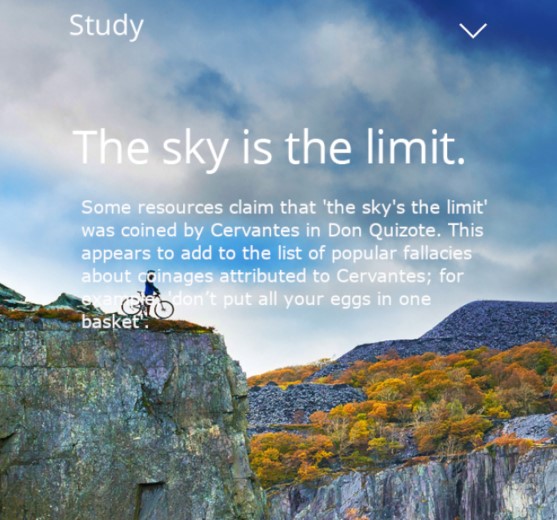 Study
The sky is the limit.
Some resources claim that 'the sky's the limit'
was coined by Cervantes in Don Quizote. This
appears to add to the list of popular fallacies
about coinages attributed to Cervantes; for
example, 'don't put all your eggs in one
basket'.